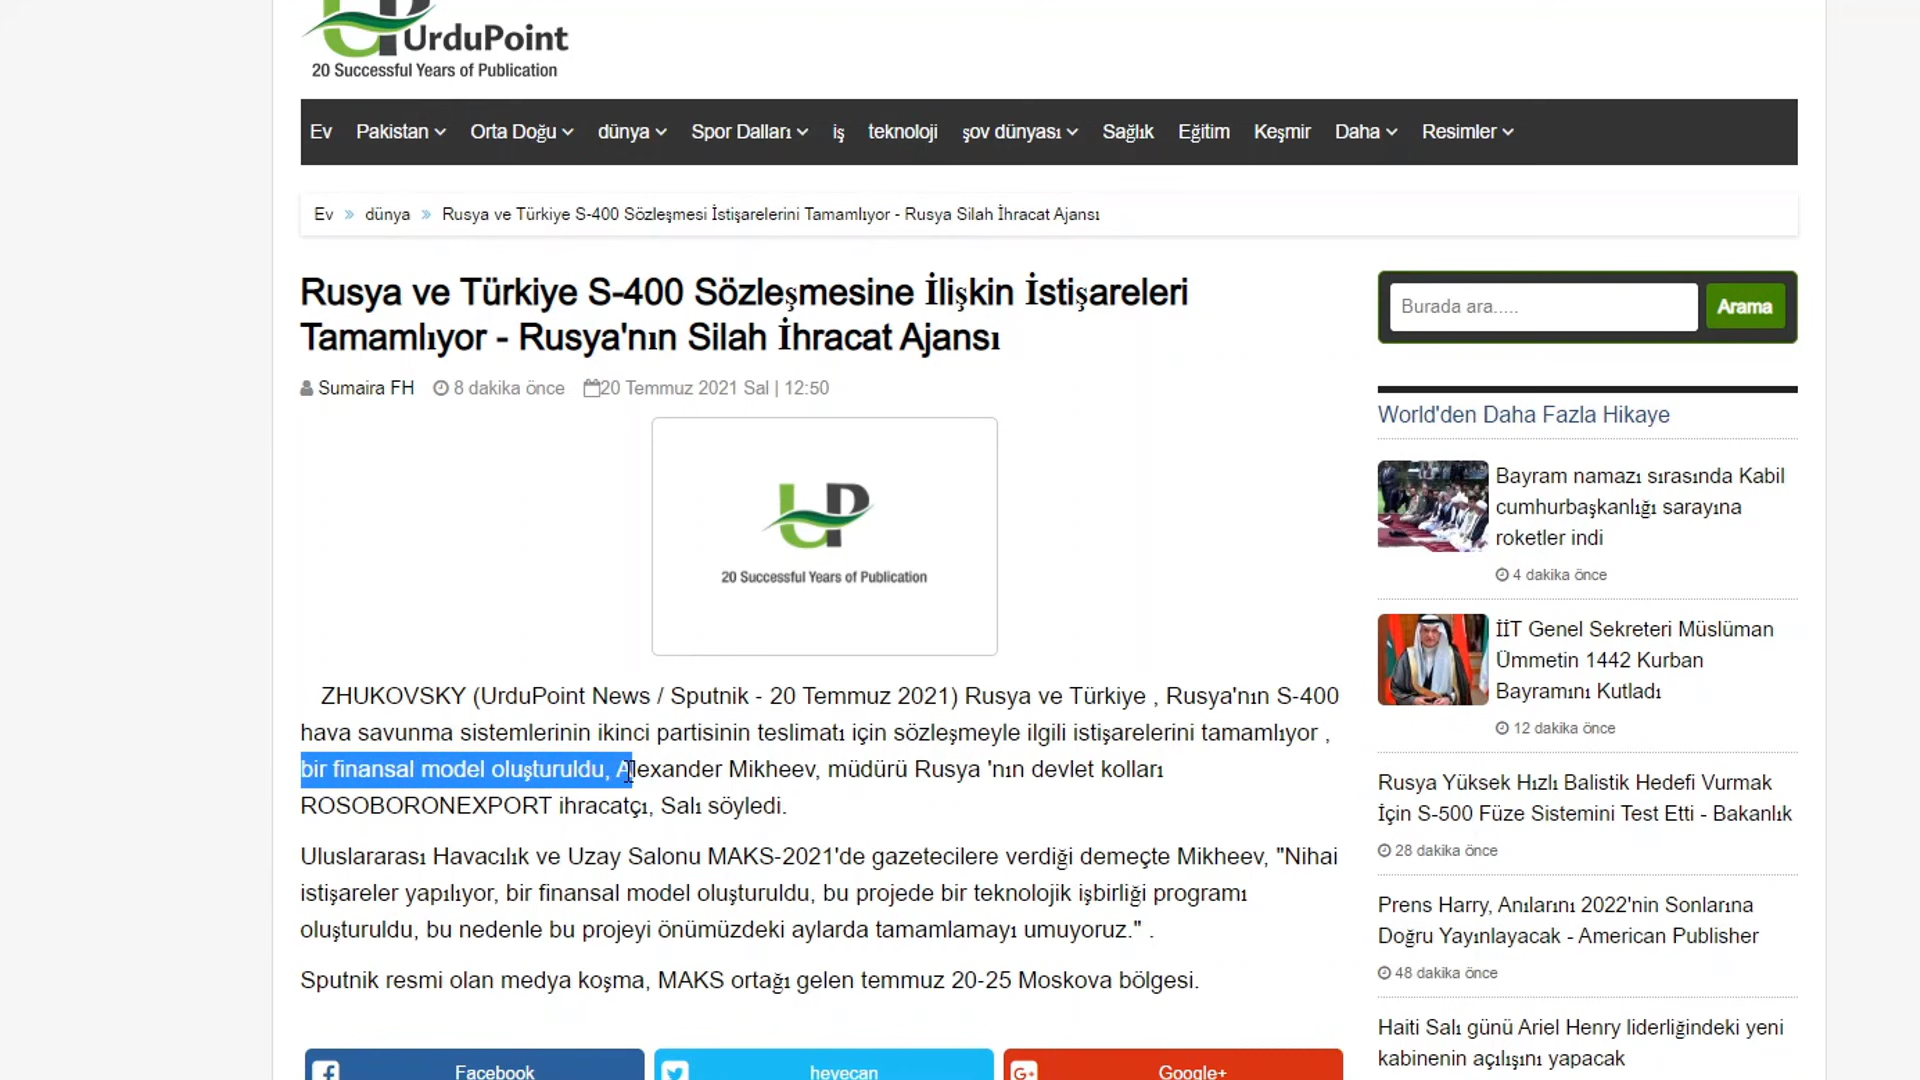 UrduPoint
20 Successful Years of Publication
Ev Pakistan Orta Doğu dünya Spor Dalları iş teknoloji şov dünyası Sağlık Eğitim Keşmir Daha Resimler
Ev » dünya » Rusya ve Türkiye S-400 Sözleşmesi İstişarelerini Tamamlıyor - Rusya Silah İhracat Ajansı
Rusya ve Türkiye S-400 Sözleşmesine İlişkin İstişareleri
Tamamlıyor - Rusya'nın Silah İhracat Ajansı
Sumaira FH 8 dakika önce 20 Temmuz 2021 Sal | 12:50
UP
20 Successful Years of Publication
ZHUKOVSKY (UrduPoint News / Sputnik - 20 Temmuz 2021) Rusya ve Türkiye , Rusya'nın S-400
hava savunma sistemlerinin ikinci partisinin teslimatı için sözleşmeyle ilgili istişarelerini tamamlıyor ,
bir finansal model oluşturuldu, Alexander Mikheev, müdürü Rusya 'nın devlet kolları
ROSOBORONEXPORT ihracatçı, Salı söyledi.
Uluslararası Havacılık ve Uzay Salonu MAKS-2021'de gazetecilere verdiği demeçte Mikheev, "Nihai
istişareler yapılıyor, bir finansal model oluşturuldu, bu projede bir teknolojik işbirliği programı
oluşturuldu, bu nedenle bu projeyi önümüzdeki aylarda tamamlamayı umuyoruz." .
Sputnik resmi olan medya koşma, MAKS ortağı gelen temmuz 20-25 Moskova bölgesi.
Facebook heyecan Google+
Burada ara..... Arama
World'den Daha Fazla Hikaye
Bayram namazı sırasında Kabil
cumhurbaşkanlığı sarayına
roketler indi
4 dakika önce
İİT Genel Sekreteri Müslüman
Ümmetin 1442 Kurban
Bayramını Kutladı
12 dakika önce
Rusya Yüksek Hızlı Balistik Hedefi Vurmak
İçin S-500 Füze Sistemini Test Etti - Bakanlık
28 dakika önce
Prens Harry, Anılarını 2022'nin Sonlarına
Doğru Yayınlayacak - American Publisher
48 dakika önce
Haiti Salı günü Ariel Henry liderliğindeki yeni
kabinenin açılışını yapacak